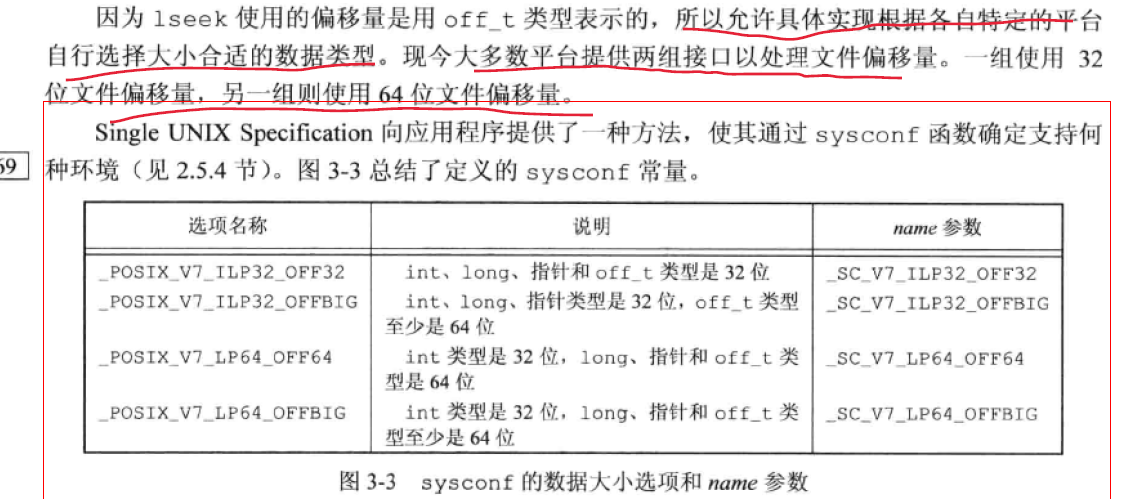 因为 lseek 使用的偏移量是用 off_t 类型表示的，所以允许具体实现根据各自特定的平台
自行选择大小合适的数据类型。现今大多数平台提供两组接口以处理文件偏移量。一组使用 32
位文件偏移量，另一组则使用 64 位文件偏移量。
Single UNIX Specification 向应用程序提供了一种方法，使其通过 sysconf 函数确定支持何
69
种环境（见 2.5.4 节）。图 3-3 总结了定义的 sysconf 常量。
选项名称 说明 name 参数
_POSIX_V7_ILP32_OFF32 int、long、指针和 off_t 类型是 32 位 _SC_V7_ILP32_OFF32
_POSIX_V7_ILP32_OFFBIG int、long、指针类型是 32 位，off_t 类型 _SC_V7_ILP32_OFFBIG
至少是 64 位
_POSIX_V7_LP64_OFF64 int 类型是 32 位，long、指针和 off_t 类 _SC_V7_LP64_OFF64
型是 64 位
_POSIX_V7_LP64_OFFBIG int 类型是 32 位，long、指针和 off_t 类 _SC_V7_LP64_OFFBIG
型至少是 64 位
图 3-3 sysconf 的数据大小选项和 name 参数